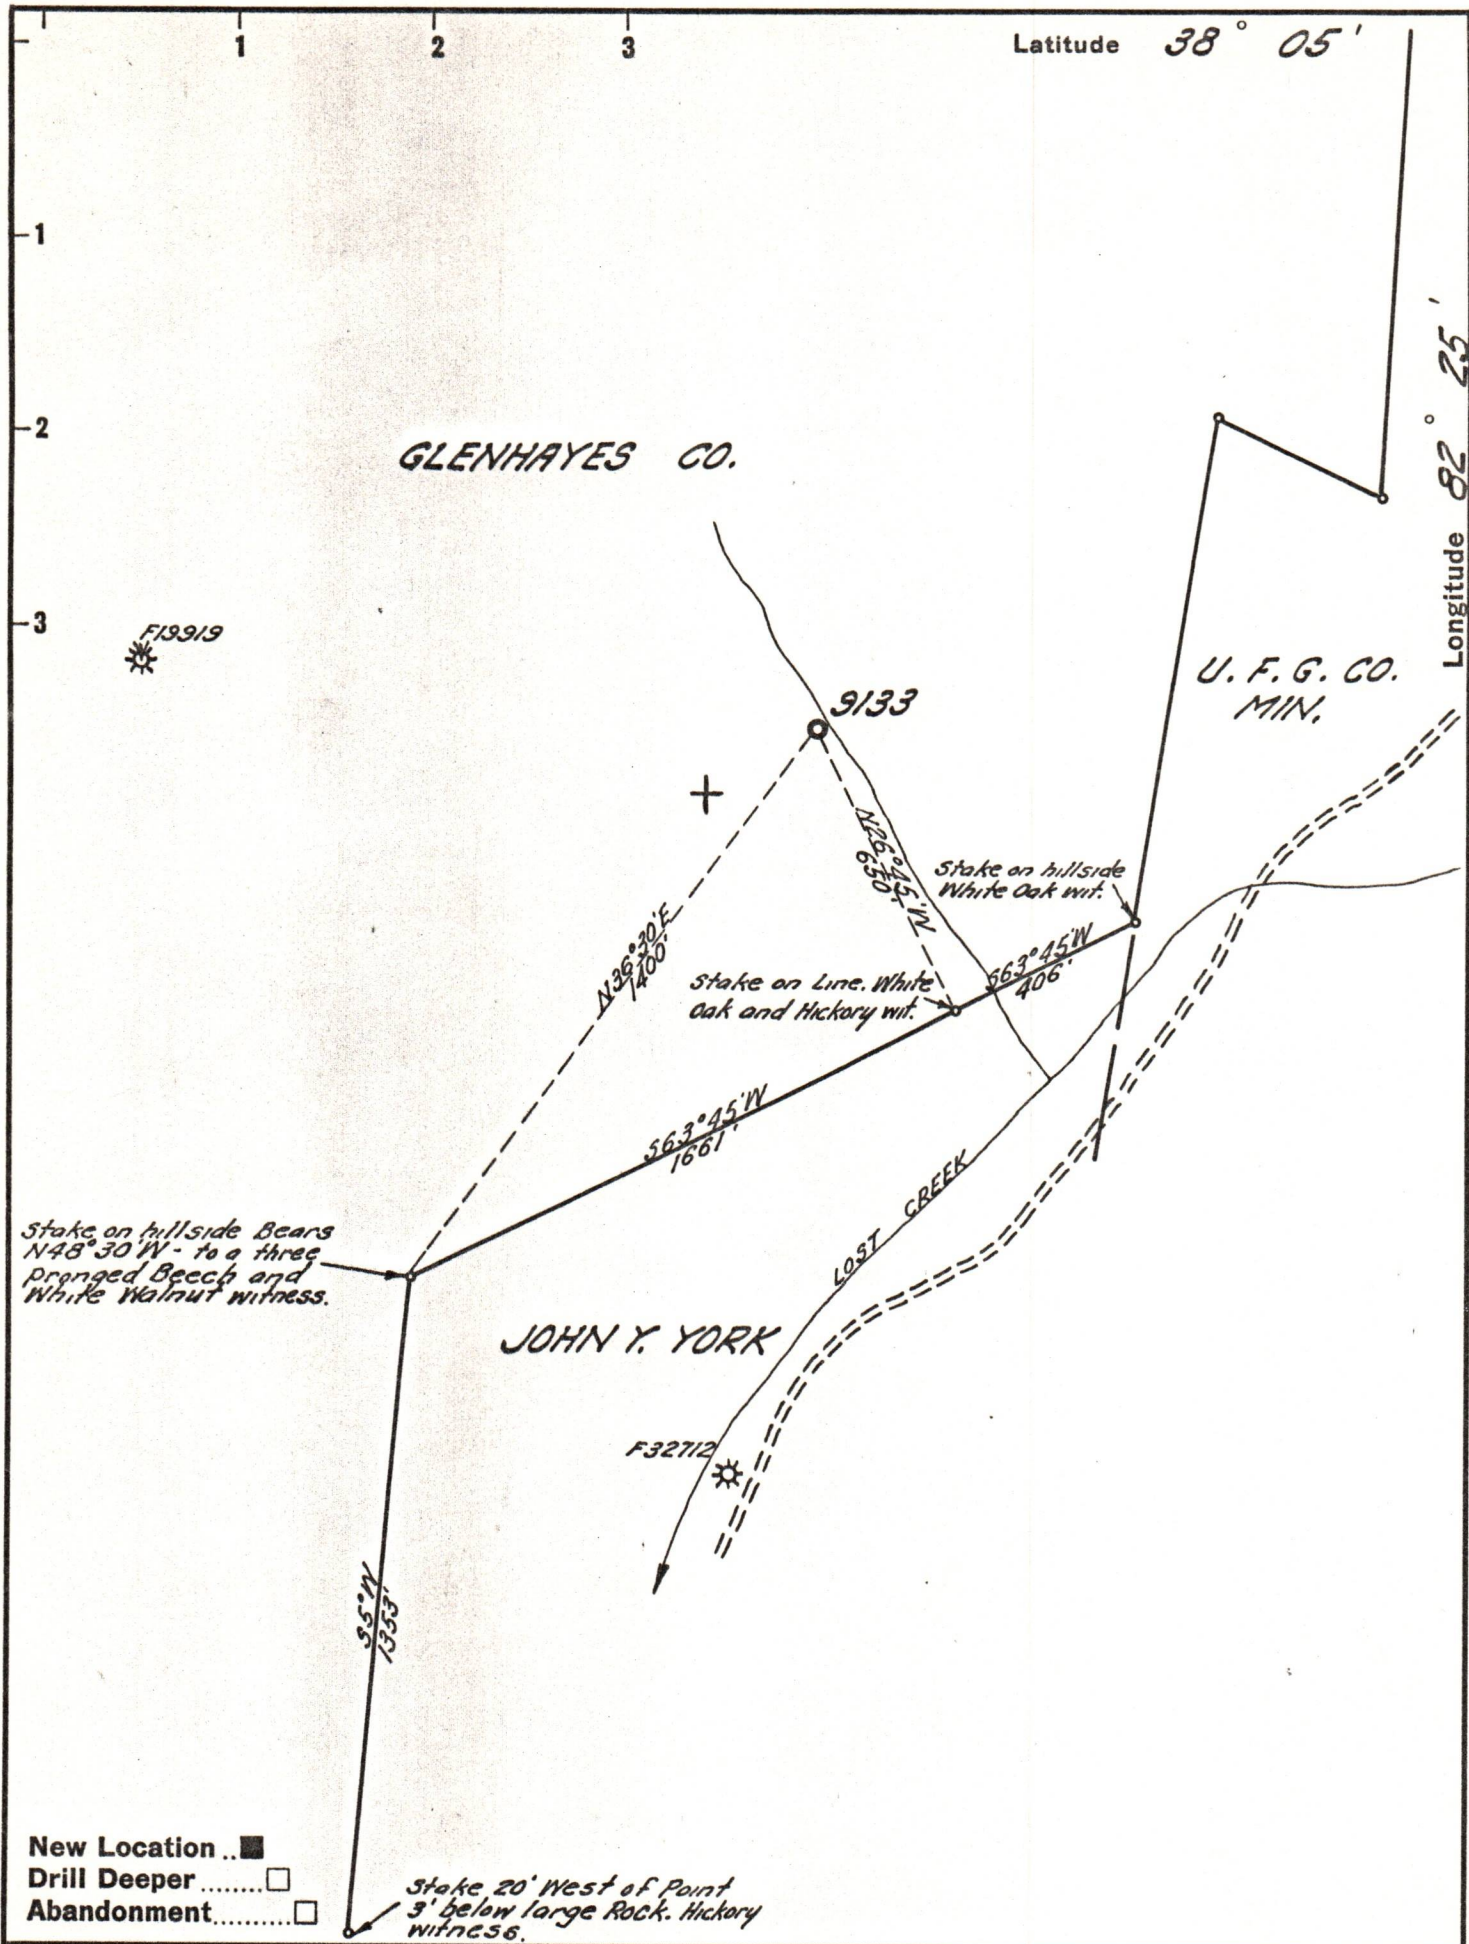 1 2 3 Latitude 38° 05'
1
2
3
Longitude 82° 25'
GLENHAYES CO.
F19919
U. F. G. CO.
MIN.
9133
N26°45'W
650'
Stake on hillside
White Oak wit.
N36°30'E
1400'
S63°45'W
406'
Stake on Line. White
Oak and Hickory wit.
S63°45'W
1661'
LOST CREEK
Stake on hillside Bears
N48°30'W - to a three
pronged Beech and
White Walnut witness.
JOHN Y. YORK
F32712
S5°W
1353'
New Location .. ■
Drill Deeper ........ □
Abandonment ......... □
Stake 20' West of Point
3' below large Rock. Hickory
witness.